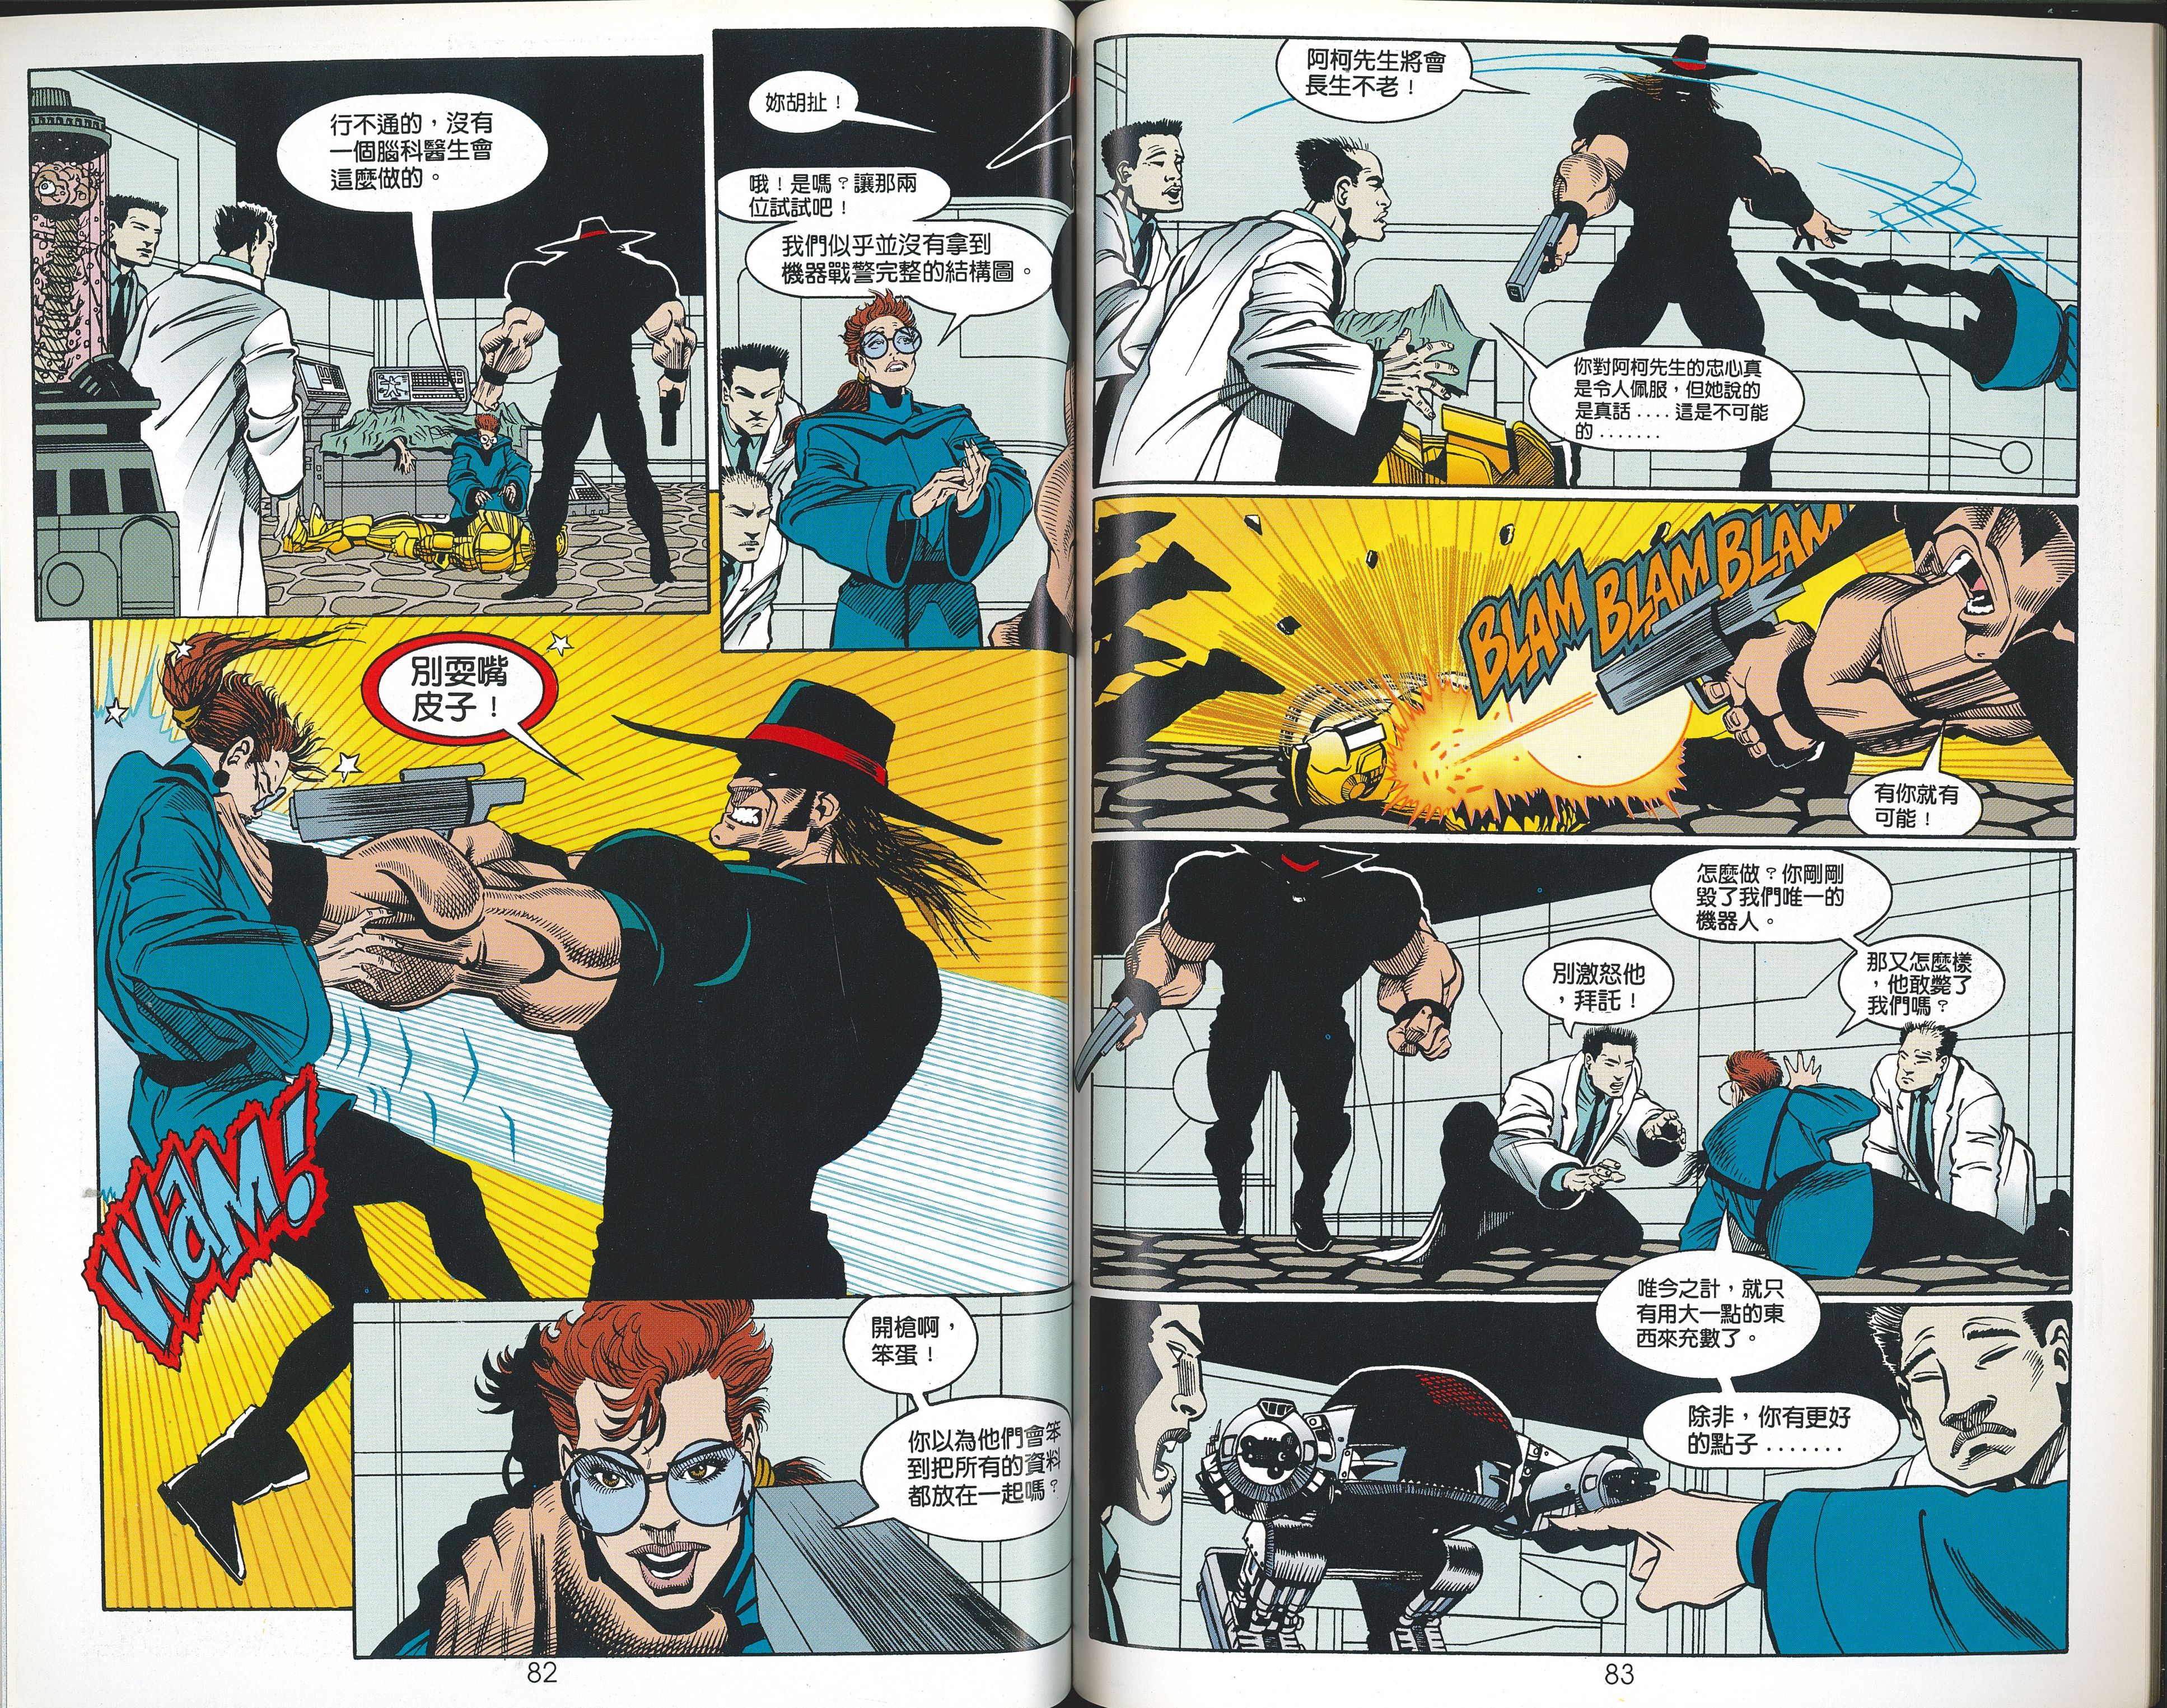 行不通的，沒有
一個腦科醫生會
這麼做的。
妳胡扯！
哦！是嗎？讓那兩
位試試吧！
我們似乎並沒有拿到
機器戰警完整的結構圖。
別耍嘴
皮子！
WaM!
開槍啊，
笨蛋！
你以為他們會笨
到把所有的資料
都放在一起嗎？
82
阿柯先生將會
長生不老！
你對阿柯先生的忠心真
是令人佩服，但她說的
是真話....這是不可能
的.......
BLAM BLAM BLAM
有你就有
可能！
怎麼做？你剛剛
毀了我們唯一的
機器人。
別激怒他
，拜託！
那又怎麼樣
，他敢斃了
我們嗎？
唯今之計，就只
有用大一點的東
西來充數了。
除非，你有更好
的點子.......
83